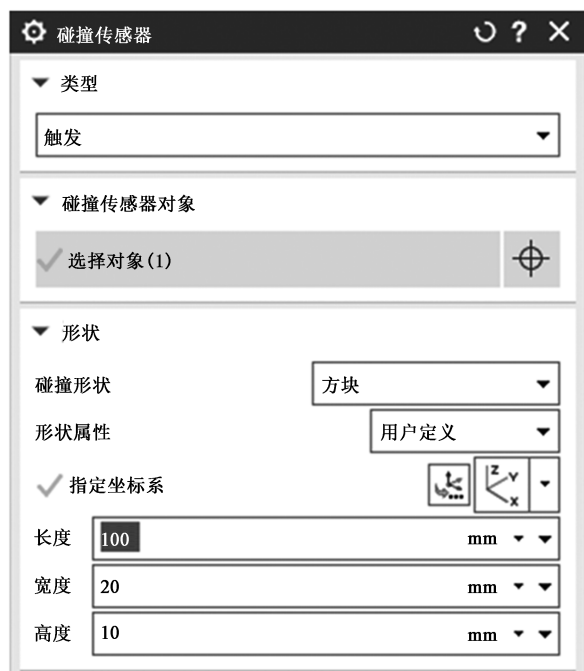 碰撞传感器 ?
类型
触发
碰撞传感器对象
选择对象(1)
形状
碰撞形状 方块
形状属性 用户定义
指定坐标系 Z Y X
长度 100 mm
宽度 20 mm
高度 10 mm